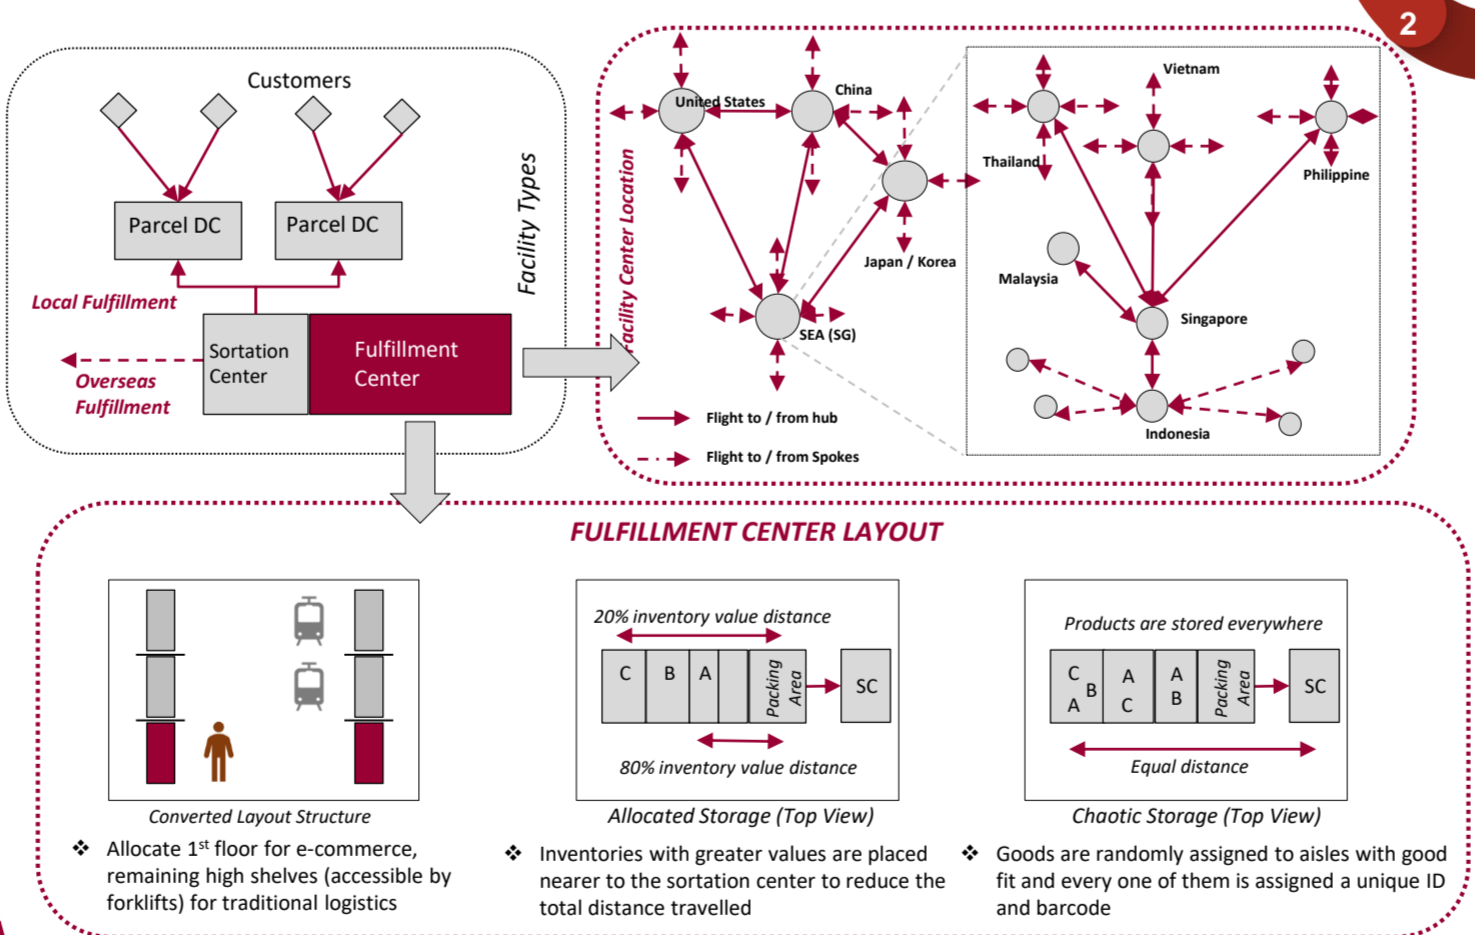 2
Customers
Parcel DC
Parcel DC
Facility Types
Local Fulfillment
Sortation
Center
Fulfillment
Center
Overseas
Fulfillment
Facility Center Location
United States
China
Japan / Korea
SEA (SG)
Flight to / from hub
Flight to / from Spokes
Vietnam
Thailand
Philippine
Malaysia
Singapore
Indonesia
FULFILLMENT CENTER LAYOUT
Converted Layout Structure
❖ Allocate 1st floor for e-commerce,
remaining high shelves (accessible by
forklifts) for traditional logistics
20% inventory value distance
C
B
A
Packing
Area
SC
80% inventory value distance
Allocated Storage (Top View)
❖ Inventories with greater values are placed
nearer to the sortation center to reduce the
total distance travelled
Products are stored everywhere
C
B
A
A
C
A
B
Packing
Area
SC
Equal distance
Chaotic Storage (Top View)
❖ Goods are randomly assigned to aisles with good
fit and every one of them is assigned a unique ID
and barcode